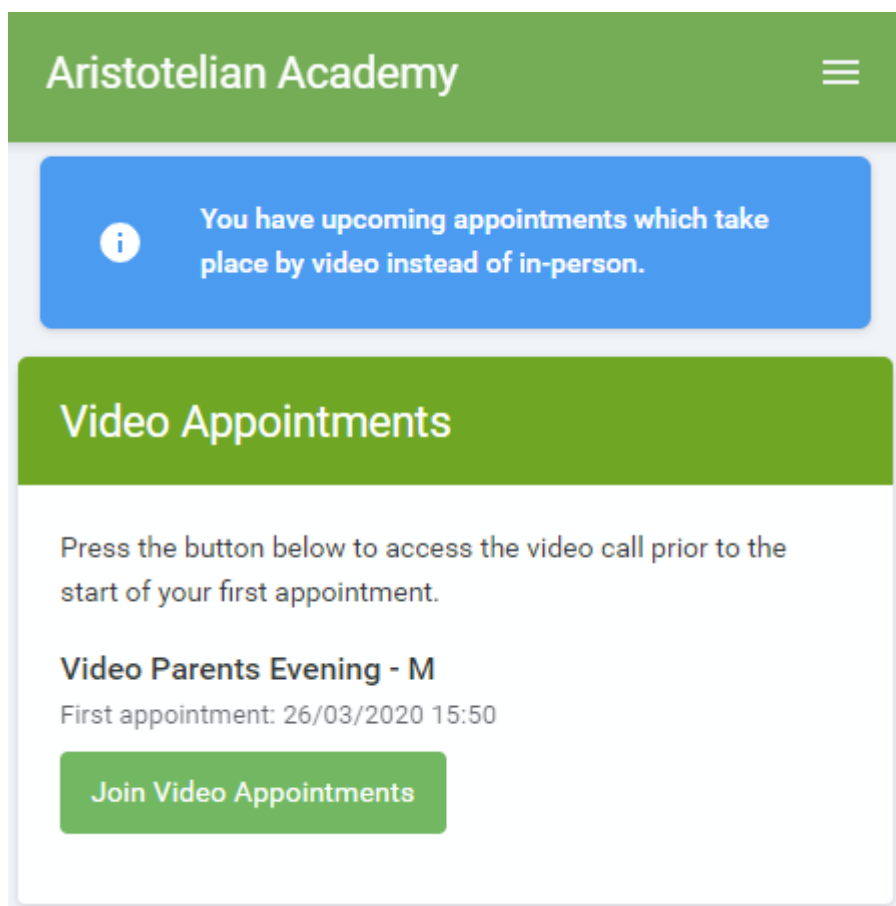 Aristotelian Academy
You have upcoming appointments which take
place by video instead of in-person.
Video Appointments
Press the button below to access the video call prior to the
start of your first appointment.
Video Parents Evening - M
First appointment: 26/03/2020 15:50
Join Video Appointments